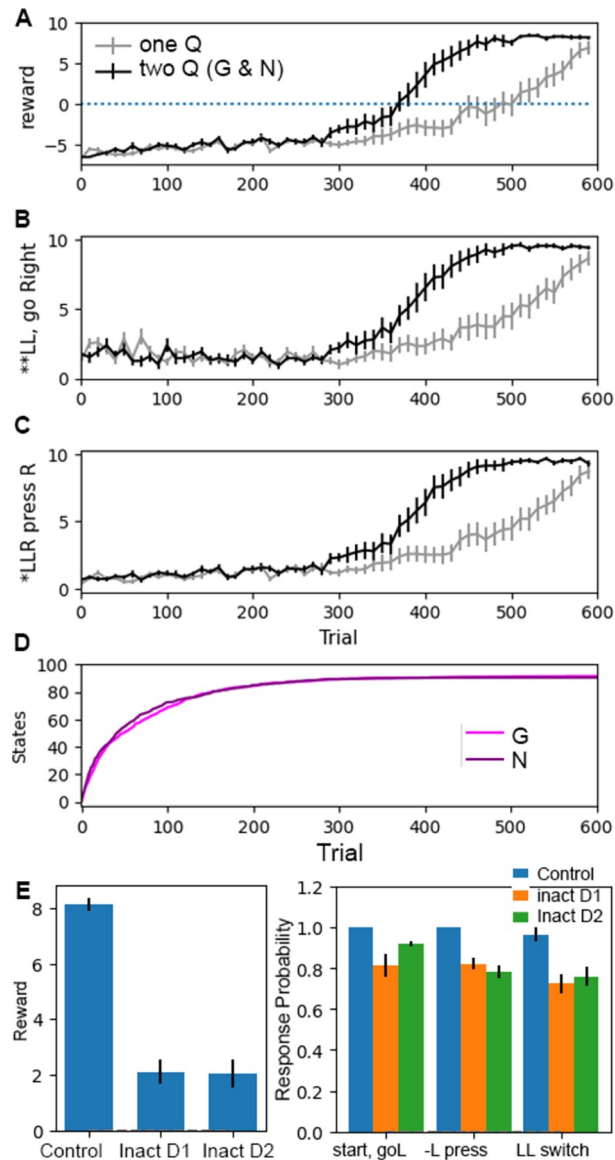 A
one Q
two Q (G & N)
reward
10
5
0
−5
0 100 200 300 400 500 600
B
**LL, go Right
10
5
0
0 100 200 300 400 500 600
C
*LLR press R
10
5
0
0 100 200 300 400 500 600
Trial
D
States
100
80
60
40
20
0
G
N
0 100 200 300 400 500 600
Trial
E
Reward
8
6
4
2
0
Control Inact D1 Inact D2
Control
inact D1
Inact D2
Response Probability
1.2
1.0
0.8
0.6
0.4
0.2
0.0
start, goL -L press LL switch